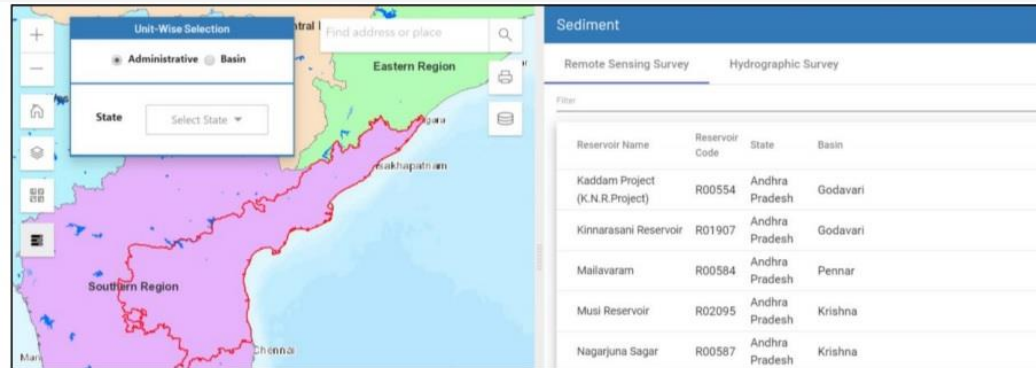 Unit-Wise Selection
Administrative Basin
State Select State
Find address or place
Eastern Region
Southern Region
Chennai
Sediment
Remote Sensing Survey Hydrographic Survey
Filter
Reservoir Name Reservoir Code State Basin
Kaddam Project (K.N.R.Project) R00554 Andhra Pradesh Godavari
Kinnarasani Reservoir R01907 Andhra Pradesh Godavari
Mailavaram R00584 Andhra Pradesh Pennar
Musi Reservoir R02095 Andhra Pradesh Krishna
Nagarjuna Sagar R00587 Andhra Pradesh Krishna